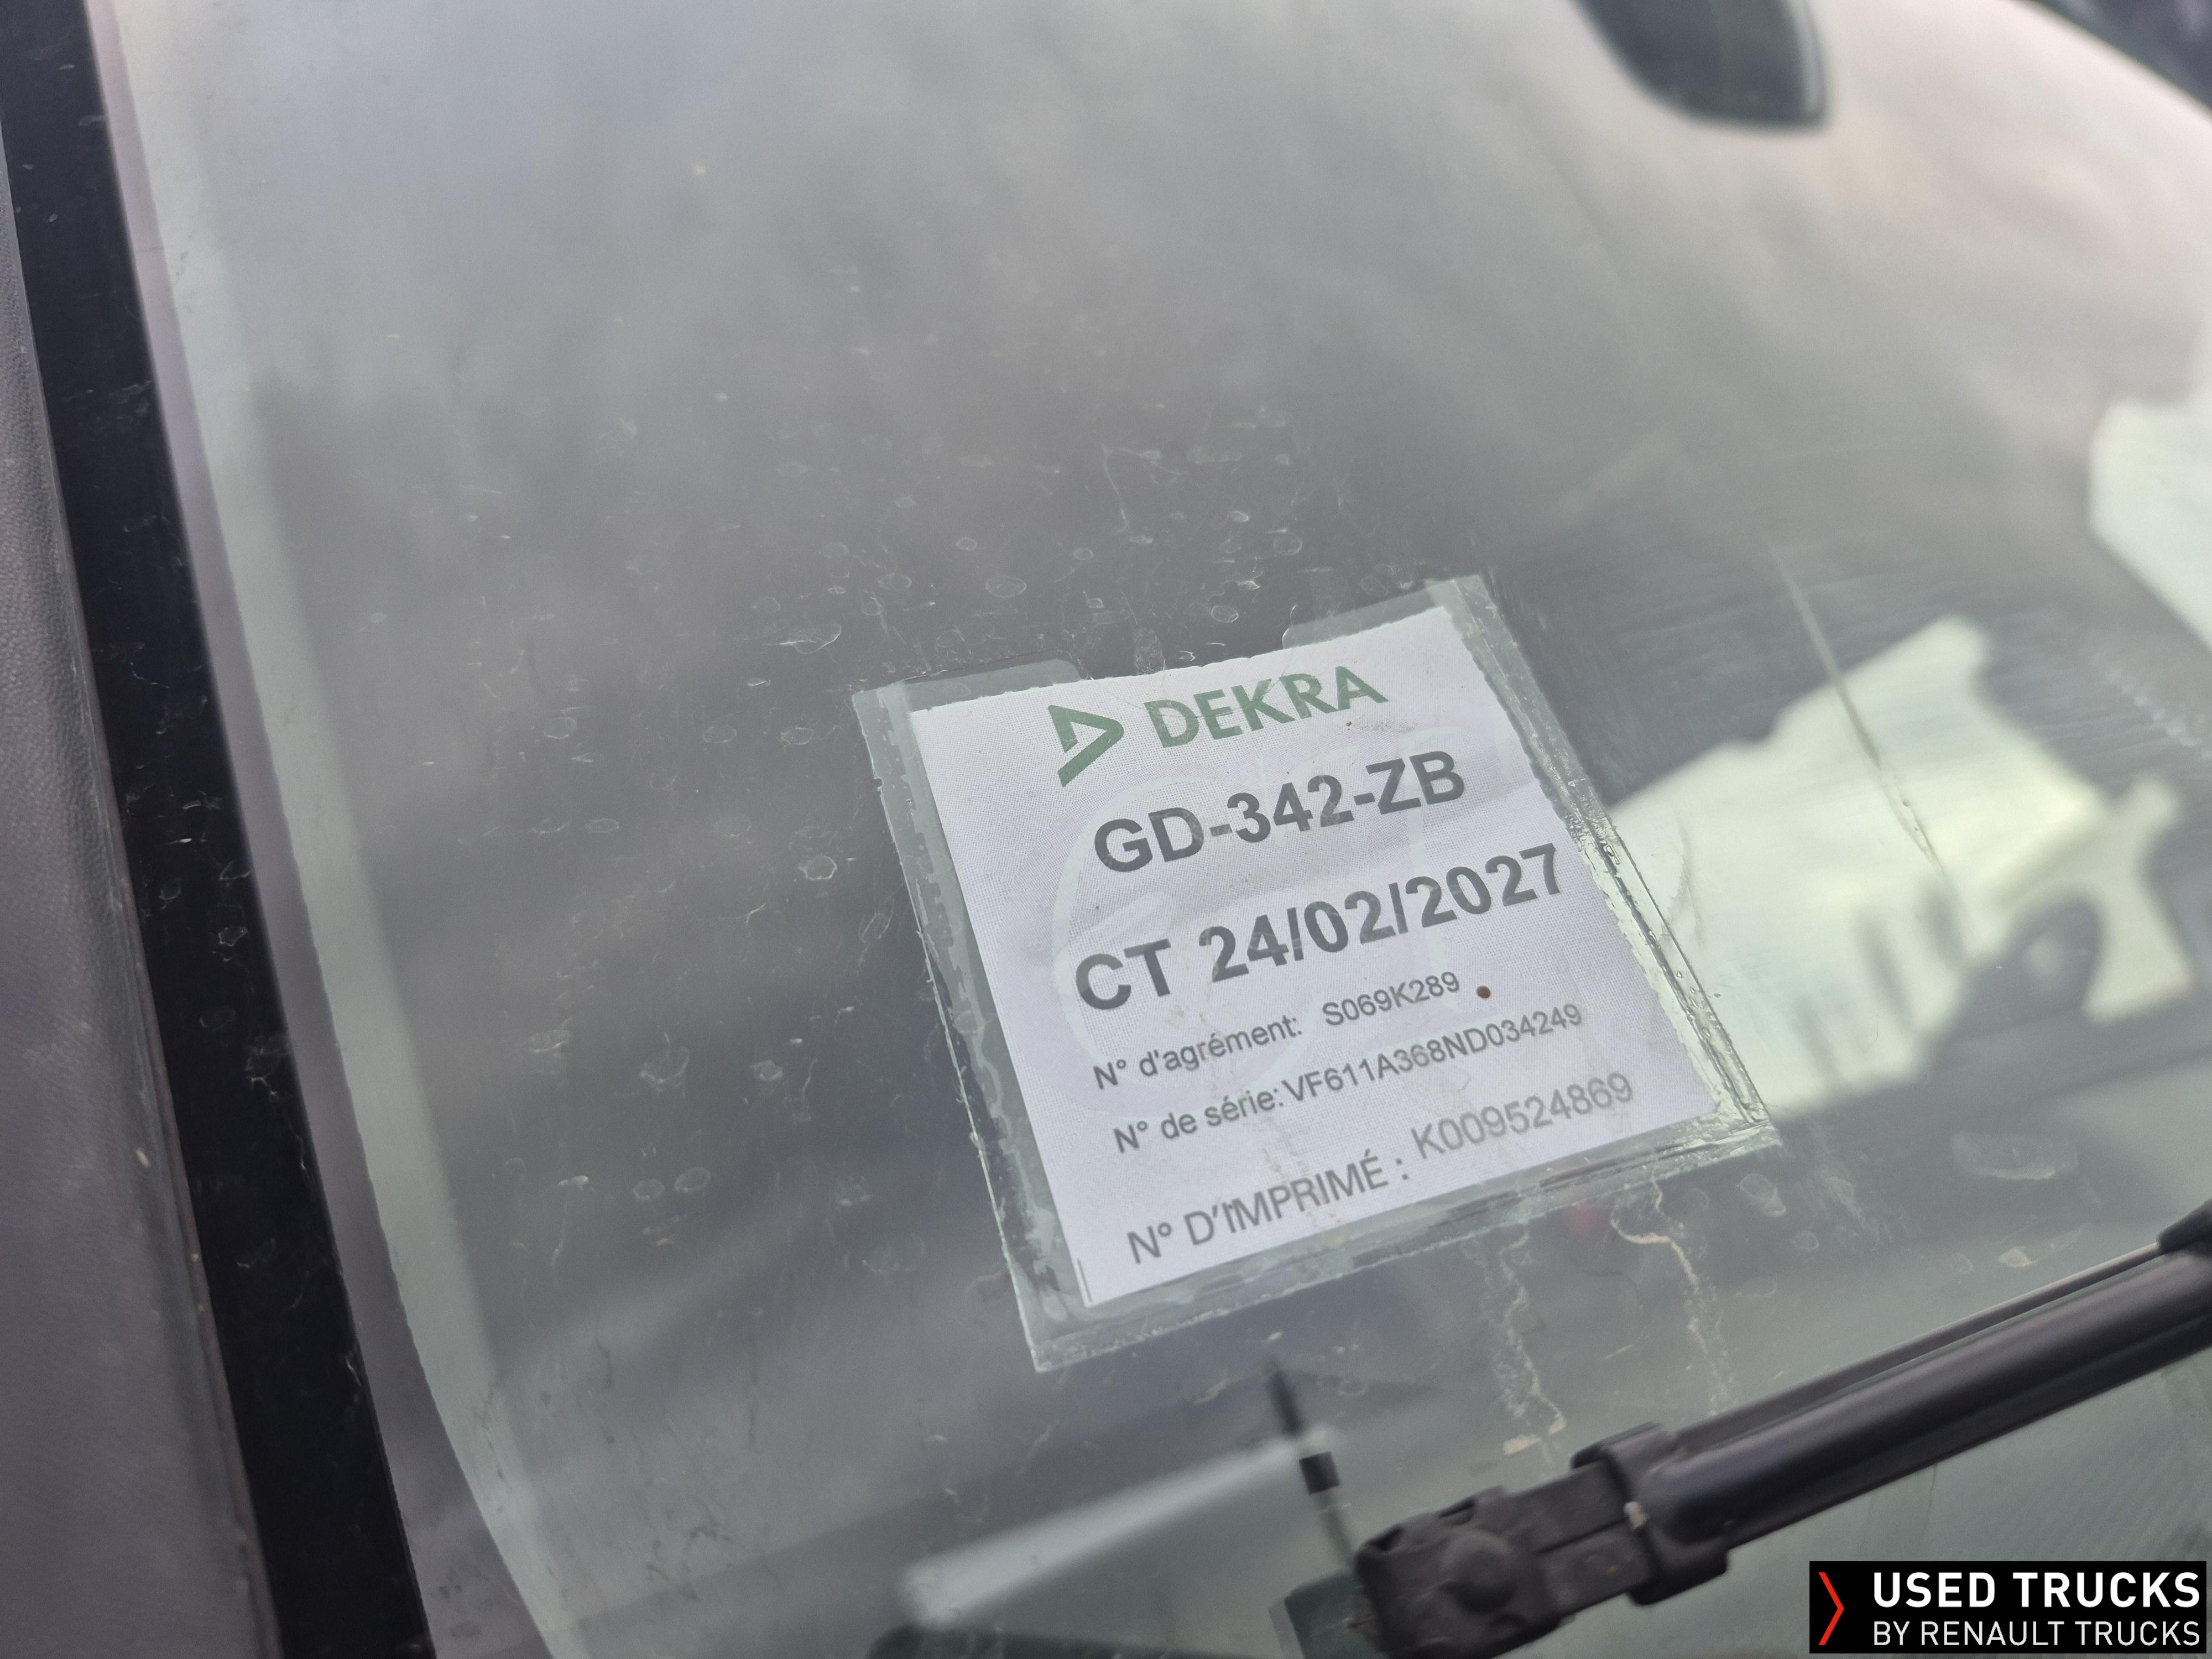 DEKRA
GD-342-ZB
CT 24/02/2027
N° d'agrément: S069K289
N° de série: VF611A368ND034249
N° D'IMPRIMÉ : K009524869
USED TRUCKS
BY RENAULT TRUCKS